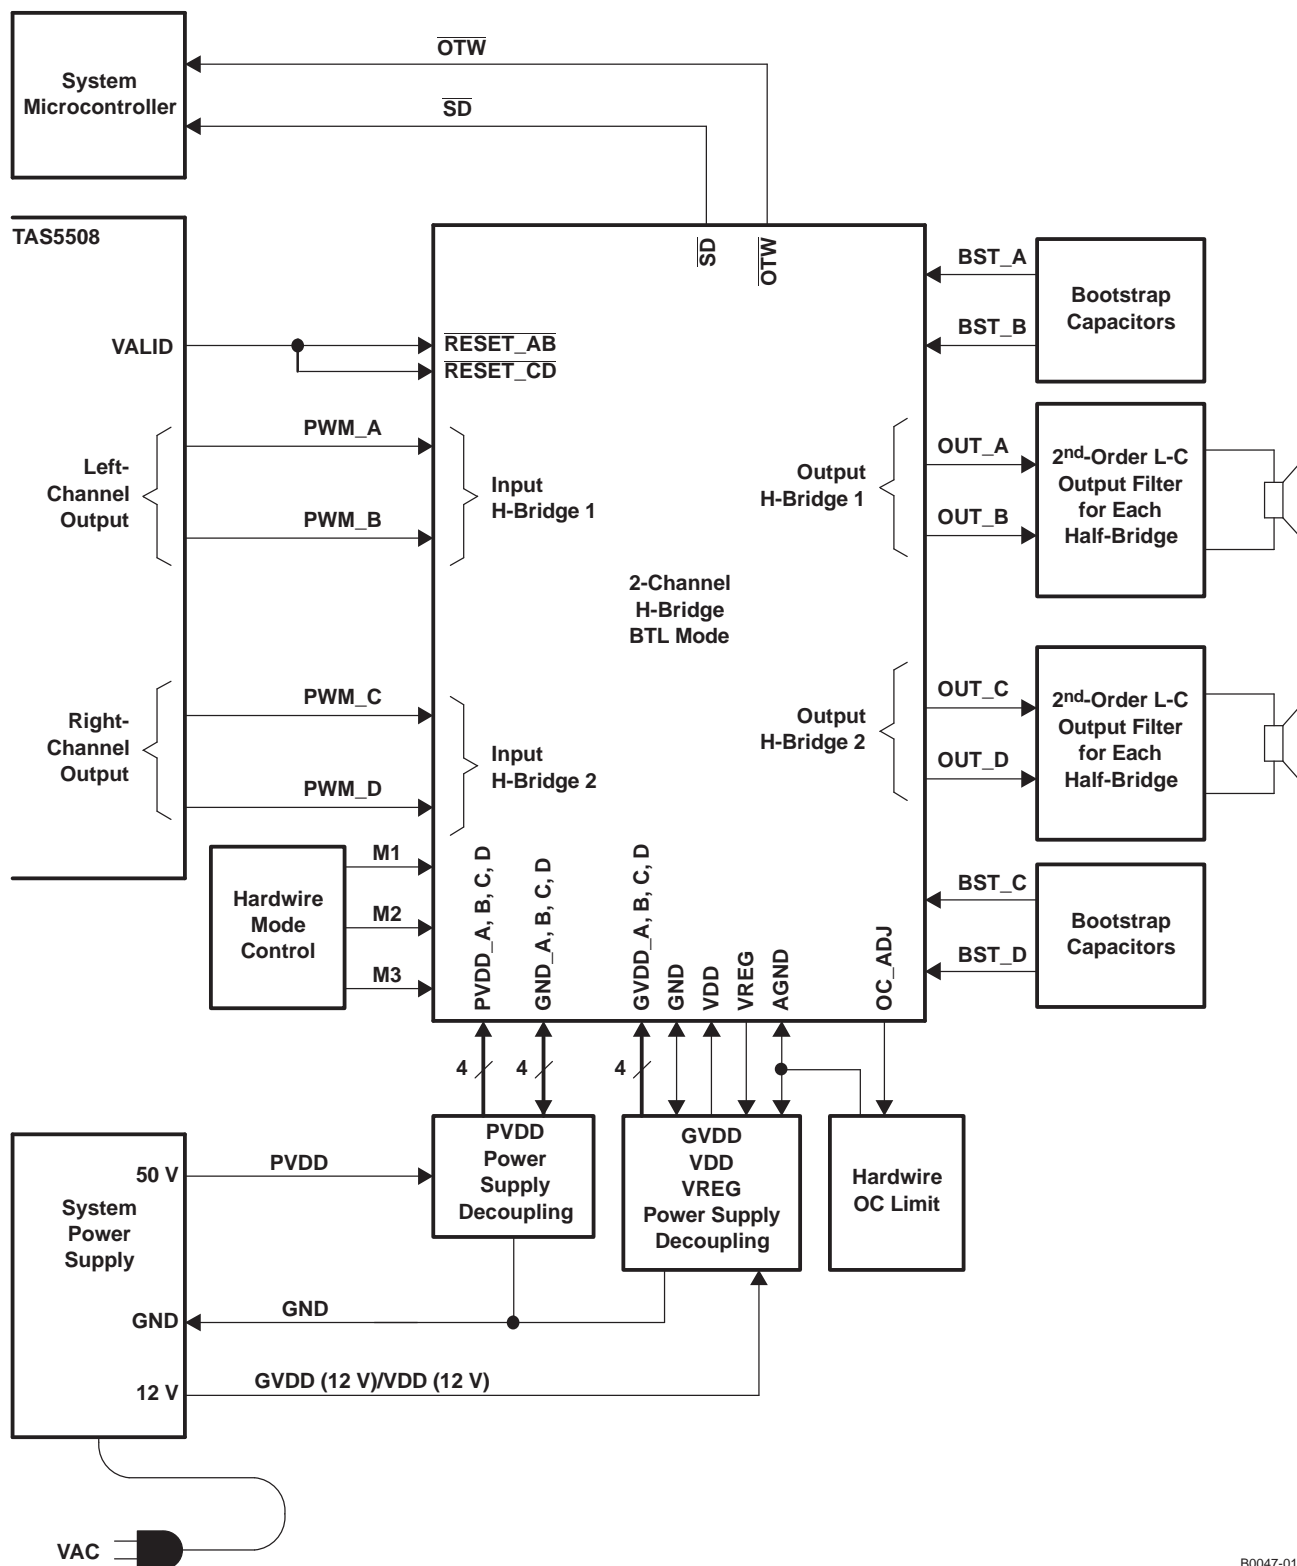 OTW
System
Microcontroller
SD
TAS5508
SD
OTW
BST_A
Bootstrap
Capacitors
BST_B
VALID
RESET_AB
RESET_CD
PWM_A
Left-
Channel
Output
PWM_B
Input
H-Bridge 1
Output
H-Bridge 1
OUT_A
OUT_B
2nd-Order L-C
Output Filter
for Each
Half-Bridge
2-Channel
H-Bridge
BTL Mode
PWM_C
Right-
Channel
Output
PWM_D
Input
H-Bridge 2
Output
H-Bridge 2
OUT_C
OUT_D
2nd-Order L-C
Output Filter
for Each
Half-Bridge
Hardwire
Mode
Control
M1
M2
M3
PVDD_A, B, C, D
GND_A, B, C, D
GVDD_A, B, C, D
GND
VDD
VREG
AGND
OC_ADJ
BST_C
BST_D
Bootstrap
Capacitors
4
4
4
PVDD
Power
Supply
Decoupling
GVDD
VDD
VREG
Power Supply
Decoupling
Hardwire
OC Limit
50 V
PVDD
System
Power
Supply
GND
GND
12 V
GVDD (12 V)/VDD (12 V)
VAC
B0047-01